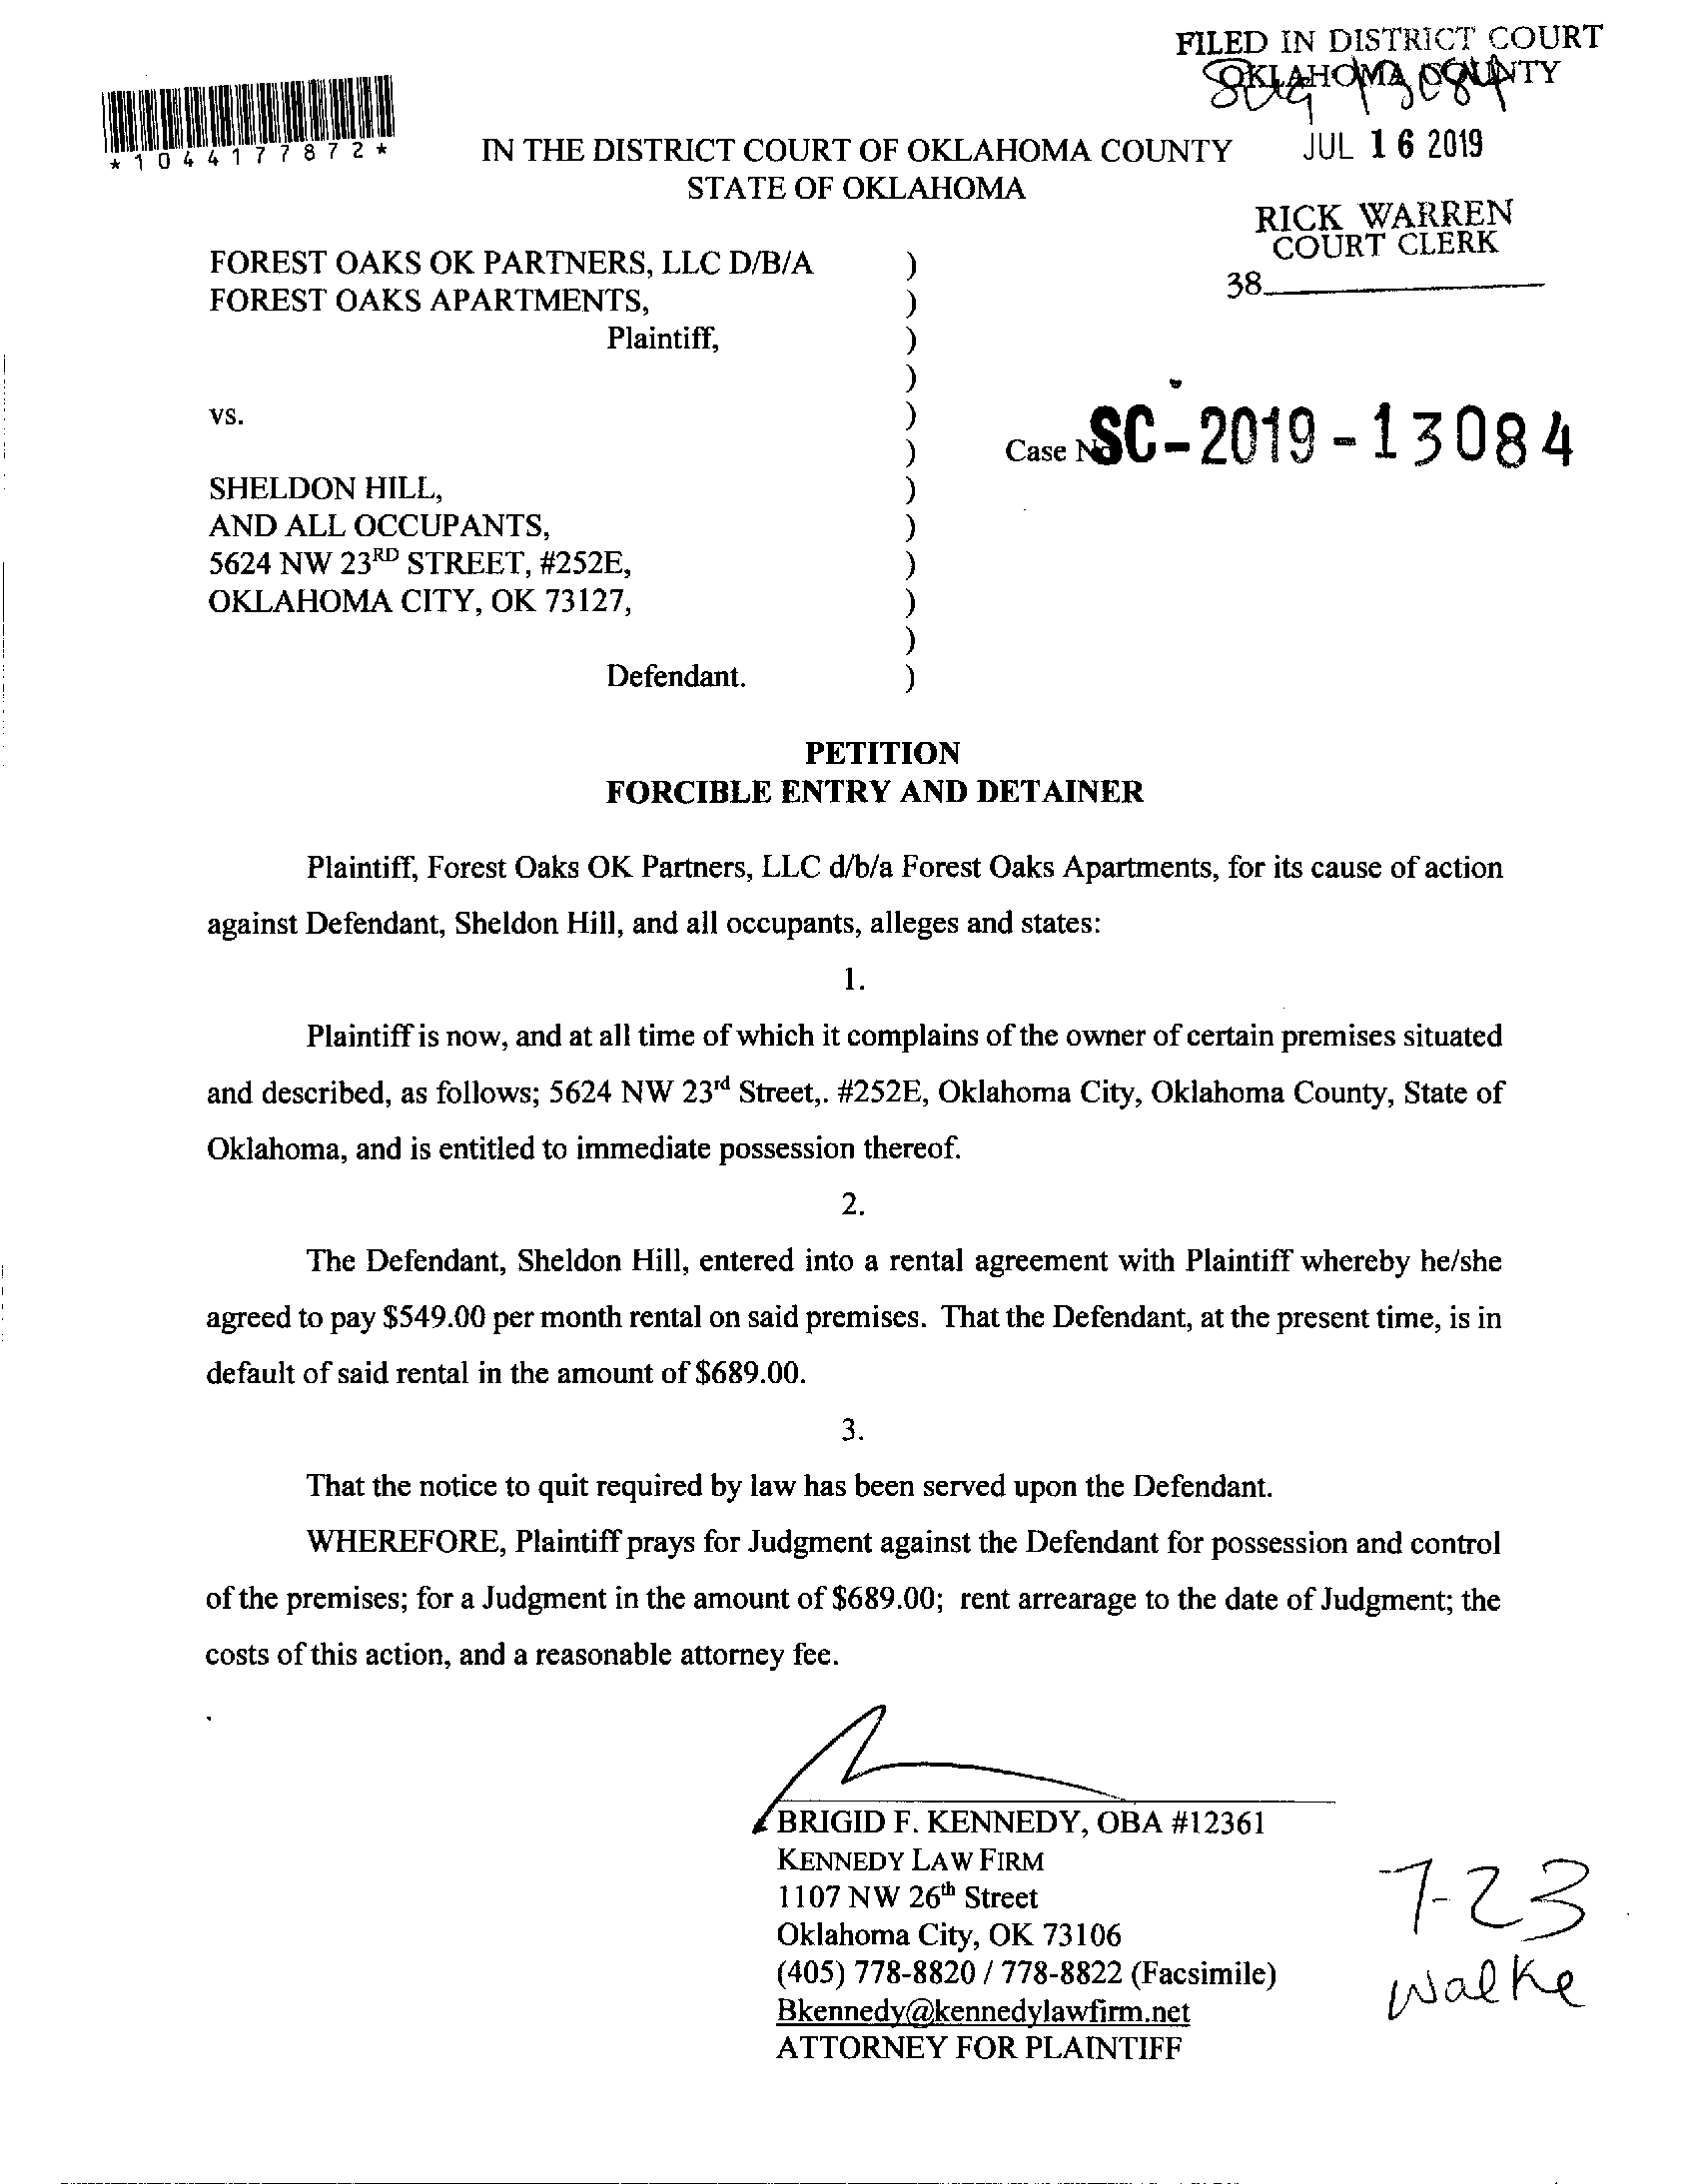 FILED IN DISTRICT COURT
OKLAHOMA COUNTY
*1044177872*
IN THE DISTRICT COURT OF OKLAHOMA COUNTY
STATE OF OKLAHOMA
JUL 16 2019
RICK WARREN
COURT CLERK
38
FOREST OAKS OK PARTNERS, LLC D/B/A )
FOREST OAKS APARTMENTS, )
Plaintiff, )
)
vs. )
Case No SC-2019-13084
)
SHELDON HILL, )
AND ALL OCCUPANTS, )
5624 NW 23RD STREET, #252E, )
OKLAHOMA CITY, OK 73127, )
)
Defendant. )
PETITION
FORCIBLE ENTRY AND DETAINER
Plaintiff, Forest Oaks OK Partners, LLC d/b/a Forest Oaks Apartments, for its cause of action
against Defendant, Sheldon Hill, and all occupants, alleges and states:
1.
Plaintiff is now, and at all time of which it complains of the owner of certain premises situated
and described, as follows; 5624 NW 23rd Street,. #252E, Oklahoma City, Oklahoma County, State of
Oklahoma, and is entitled to immediate possession thereof.
2.
The Defendant, Sheldon Hill, entered into a rental agreement with Plaintiff whereby he/she
agreed to pay $549.00 per month rental on said premises. That the Defendant, at the present time, is in
default of said rental in the amount of $689.00.
3.
That the notice to quit required by law has been served upon the Defendant.
WHEREFORE, Plaintiff prays for Judgment against the Defendant for possession and control
of the premises; for a Judgment in the amount of $689.00; rent arrearage to the date of Judgment; the
costs of this action, and a reasonable attorney fee.
BRIGID F. KENNEDY, OBA #12361
KENNEDY LAW FIRM
1107 NW 26th Street
Oklahoma City, OK 73106
(405) 778-8820 / 778-8822 (Facsimile)
Bkennedy@kennedylawfirm.net
ATTORNEY FOR PLAINTIFF
7-23
Walke